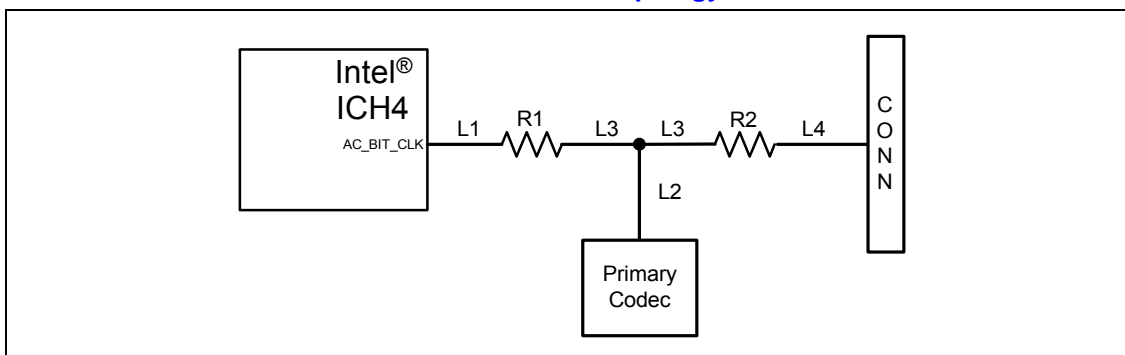 Intel®
ICH4
AC_BIT_CLK
L1
R1
L3
L3
R2
L4
C
O
N
N
L2
Primary
Codec